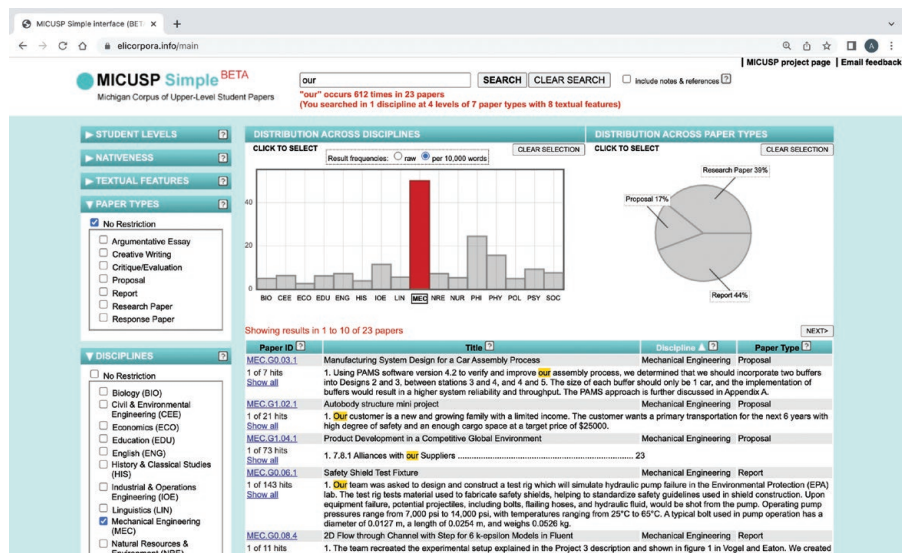 MICUSP Simple interface (BET
elicorpora.info/main
MICUSP project page | Email feedback
MICUSP Simple BETA
Michigan Corpus of Upper-Level Student Papers
our
SEARCH
CLEAR SEARCH
Include notes & references ?
"our" occurs 612 times in 23 papers
(You searched in 1 discipline at 4 levels of 7 paper types with 8 textual features)
STUDENT LEVELS ?
NATIVENESS ?
TEXTUAL FEATURES ?
PAPER TYPES ?
No Restriction
Argumentative Essay
Creative Writing
Critique/Evaluation
Proposal
Report
Research Paper
Response Paper
DISCIPLINES ?
No Restriction
Biology (BIO)
Civil & Environmental
Engineering (CEE)
Economics (ECO)
Education (EDU)
English (ENG)
History & Classical Studies
(HIS)
Industrial & Operations
Engineering (IOE)
Linguistics (LIN)
Mechanical Engineering
(MEC)
Natural Resources &
Environment (NRE)
DISTRIBUTION ACROSS DISCIPLINES
CLICK TO SELECT
Result frequencies: raw per 10,000 words
CLEAR SELECTION
40
20
BIO CEE ECO EDU ENG HIS IOE LIN MEC NRE NUR PHI PHY POL PSY SOC
DISTRIBUTION ACROSS PAPER TYPES
CLICK TO SELECT
CLEAR SELECTION
Research Paper 39%
Proposal 17%
Report 44%
Showing results in 1 to 10 of 23 papers
NEXT>
Paper ID ? Title ? Discipline ? Paper Type ?
MEC.G0.03.1 Manufacturing System Design for a Car Assembly Process Mechanical Engineering Proposal
1 of 7 hits 1. Using PAMS software version 4.2 to verify and improve our assembly process, we determined that we should incorporate two buffers
Show all into Designs 2 and 3, between stations 3 and 4, and 4 and 5. The size of each buffer should only be 1 car, and the implementation of
buffers would result in a higher system reliability and throughput. The PAMS approach is further discussed in Appendix A.
MEC.G1.02.1 Autobody structure mini project Mechanical Engineering Proposal
1 of 21 hits 1. Our customer is a new and growing family with a limited income. The customer wants a primary transportation for the next 6 years with
Show all high degree of safety and an enough cargo space at a target price of $25000.
MEC.G1.04.1 Product Development in a Competitive Global Environment Mechanical Engineering Proposal
1 of 73 hits 1. 7.8.1 Alliances with our Suppliers ........................................................ 23
Show all
MEC.G0.06.1 Safety Shield Test Fixture Mechanical Engineering Report
1 of 143 hits 1. Our team was asked to design and construct a test rig which will simulate hydraulic pump failure in the Environmental Protection (EPA)
Show all lab. The test rig tests material used to fabricate safety shields, helping to standardize safety guidelines used in shield construction. Upon
equipment failure, potential projectiles, including bolts, flailing hoses, and hydraulic fluid, would be shot from the pump. Operating pump
pressures range from 7,000 psi to 14,000 psi, with temperatures ranging from 25°C to 65°C. A typical bolt used in pump operation has a
diameter of 0.0127 m, a length of 0.0254 m, and weighs 0.0526 kg.
MEC.G0.08.4 2D Flow through Channel with Step for 6 k-epsilon Models in Fluent Mechanical Engineering Report
1 of 11 hits 1. The team recreated the experimental setup explained in the Project 3 description and shown in figure 1 in Vogel and Eaton. We created